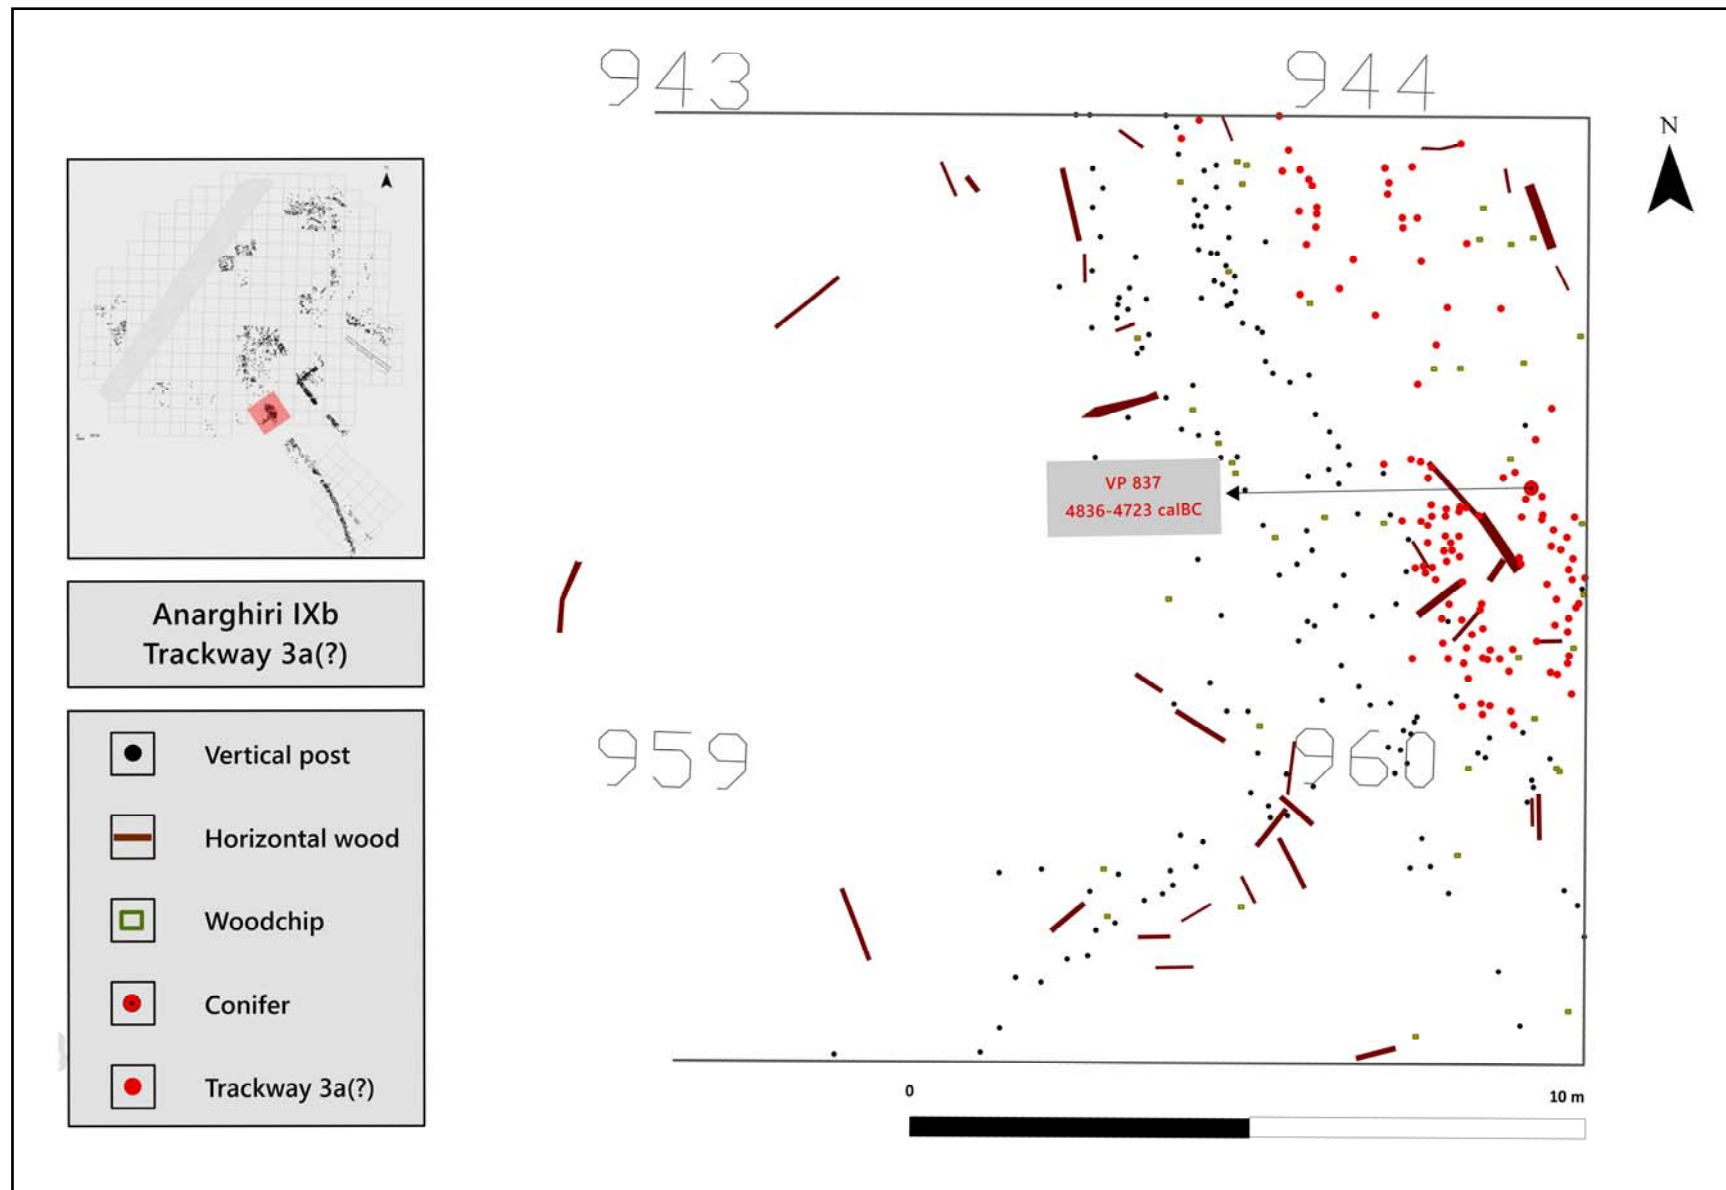 943
944
N
VP 837
4836-4723 calBC
Anarghiri IXb
Trackway 3a(?)
Vertical post
Horizontal wood
Woodchip
Conifer
Trackway 3a(?)
959
960
0
10 m